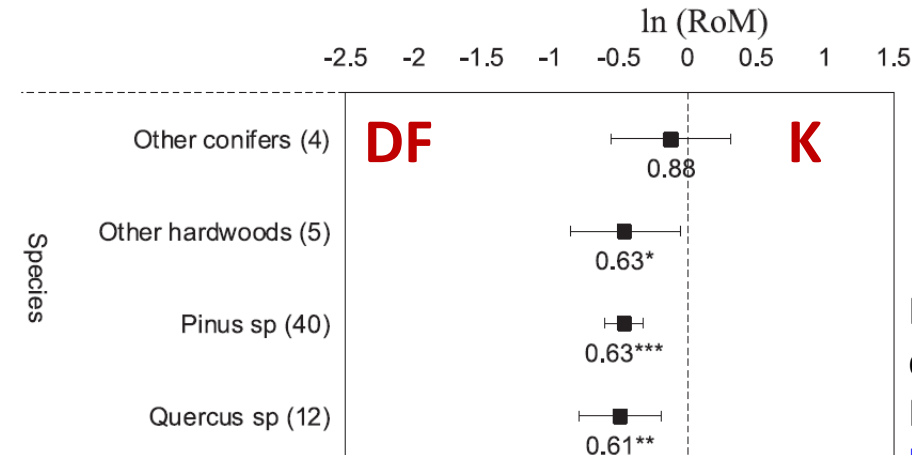 ln (RoM)
-2.5 -2 -1.5 -1 -0.5 0 0.5 1 1.5
DF K
Other conifers (4)
0.88
Other hardwoods (5)
0.63*
Species
Pinus sp (40)
0.63***
Quercus sp (12)
0.61**